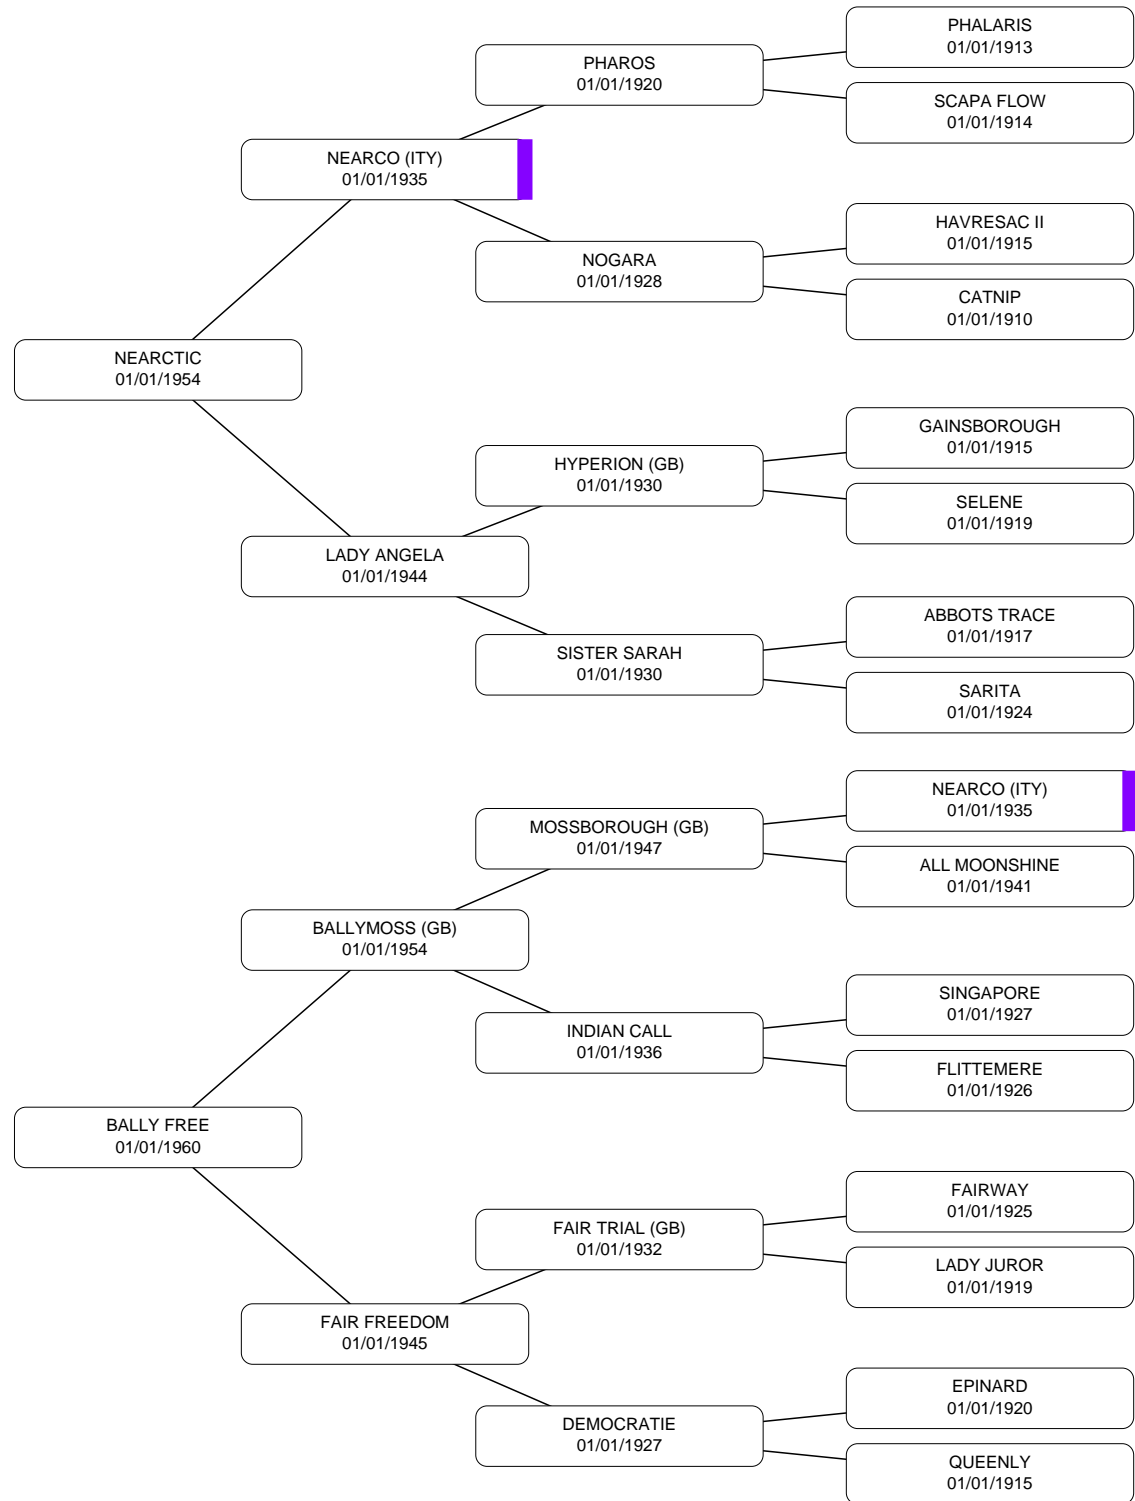 PHALARIS
01/01/1913
PHAROS
01/01/1920
SCAPA FLOW
01/01/1914
NEARCO (ITY)
01/01/1935
HAVRESAC II
01/01/1915
NOGARA
01/01/1928
CATNIP
01/01/1910
NEARCTIC
01/01/1954
GAINSBOROUGH
01/01/1915
HYPERION (GB)
01/01/1930
SELENE
01/01/1919
LADY ANGELA
01/01/1944
ABBOTS TRACE
01/01/1917
SISTER SARAH
01/01/1930
SARITA
01/01/1924
NEARCO (ITY)
01/01/1935
MOSSBOROUGH (GB)
01/01/1947
ALL MOONSHINE
01/01/1941
BALLYMOSS (GB)
01/01/1954
SINGAPORE
01/01/1927
INDIAN CALL
01/01/1936
FLITTEMERE
01/01/1926
BALLY FREE
01/01/1960
FAIRWAY
01/01/1925
FAIR TRIAL (GB)
01/01/1932
LADY JUROR
01/01/1919
FAIR FREEDOM
01/01/1945
EPINARD
01/01/1920
DEMOCRATIE
01/01/1927
QUEENLY
01/01/1915